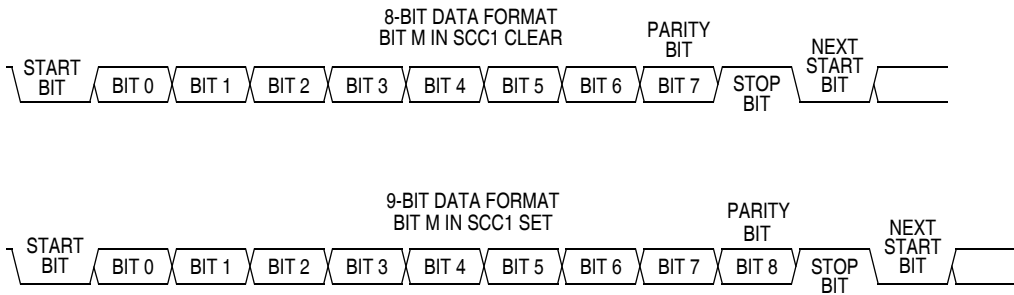 8-BIT DATA FORMAT
BIT M IN SCC1 CLEAR
PARITY
BIT
START
BIT
BIT 0 BIT 1 BIT 2 BIT 3 BIT 4 BIT 5 BIT 6 BIT 7
STOP
BIT
NEXT
START
BIT
9-BIT DATA FORMAT
BIT M IN SCC1 SET
PARITY
BIT
START
BIT
BIT 0 BIT 1 BIT 2 BIT 3 BIT 4 BIT 5 BIT 6 BIT 7 BIT 8
STOP
BIT
NEXT
START
BIT